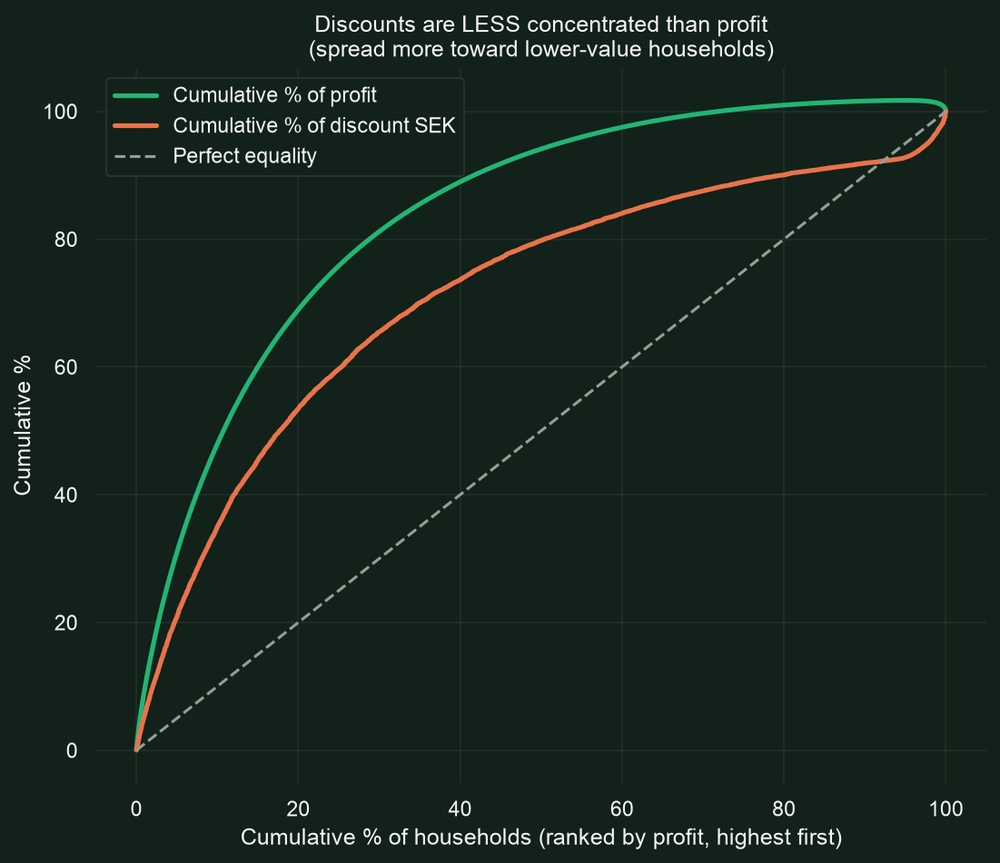 Discounts are LESS concentrated than profit
(spread more toward lower-value households)
Cumulative % of profit
Cumulative % of discount SEK
Perfect equality
100
80
60
40
20
0
Cumulative %
0
20
40
60
80
100
Cumulative % of households (ranked by profit, highest first)